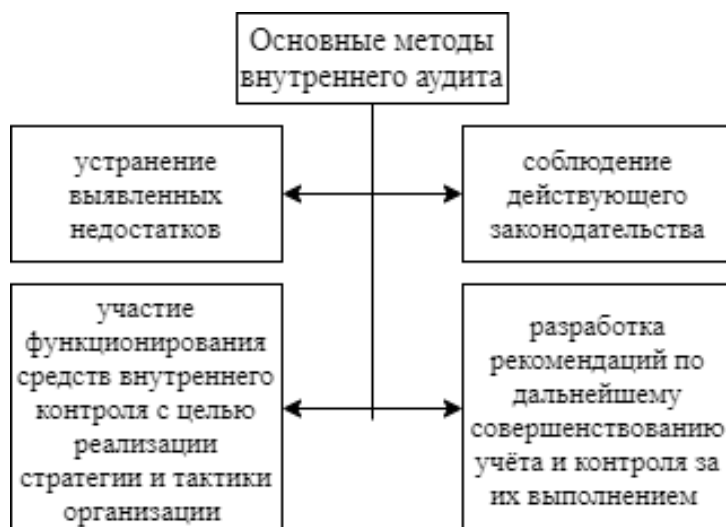 Основные методы
внутреннего аудита
устранение
выявленных
недостатков
соблюдение
действующего
законодательства
участие
функционирования
средств внутреннего
контроля с целью
реализации
стратегии и тактики
организации
разработка
рекомендаций по
дальнейшему
совершенствованию
учёта и контроля за
их выполнением